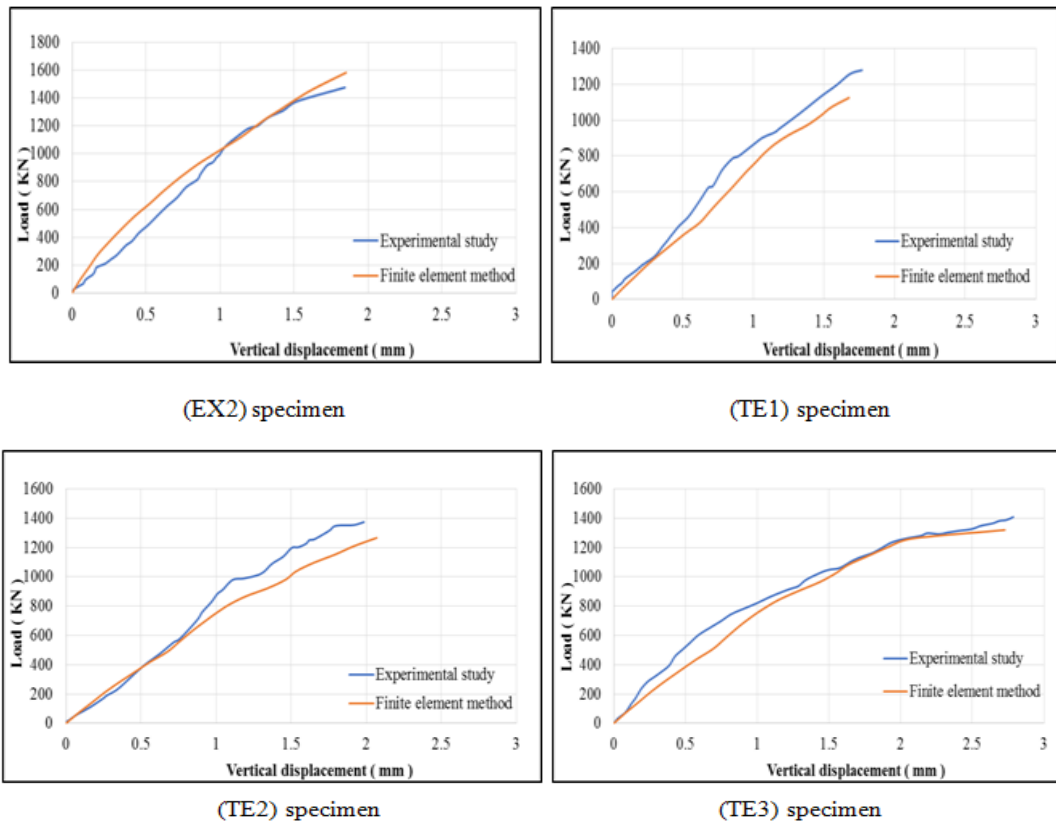 1800
1600
1400
1200
1000
800
600
400
200
0
Load ( KN )
Experimental study
Finite element method
0 0.5 1 1.5 2 2.5 3
Vertical displacement ( mm )
(EX2) specimen
1400
1200
1000
800
600
400
200
0
Load ( KN )
Experimental study
Finite element method
0 0.5 1 1.5 2 2.5 3
Vertical displacement ( mm )
(TE1) specimen
1600
1400
1200
1000
800
600
400
200
0
Load ( KN )
Experimental study
Finite element method
0 0.5 1 1.5 2 2.5 3
Vertical displacement ( mm )
(TE2) specimen
1600
1400
1200
1000
800
600
400
200
0
Load ( KN )
Experimental study
Finite element method
0 0.5 1 1.5 2 2.5 3
Vertical displacement ( mm )
(TE3) specimen